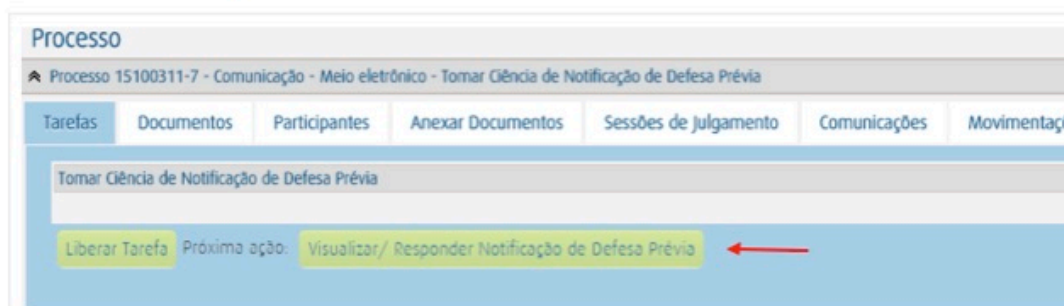 Processo
Processo 15100311-7 - Comunicação - Meio eletrônico - Tomar Ciência de Notificação de Defesa Prévia
Tarefas Documentos Participantes Anexar Documentos Sessões de Julgamento Comunicações Movimentaç
Tomar Ciência de Notificação de Defesa Prévia
Liberar Tarefa Próxima ação: Visualizar/ Responder Notificação de Defesa Prévia